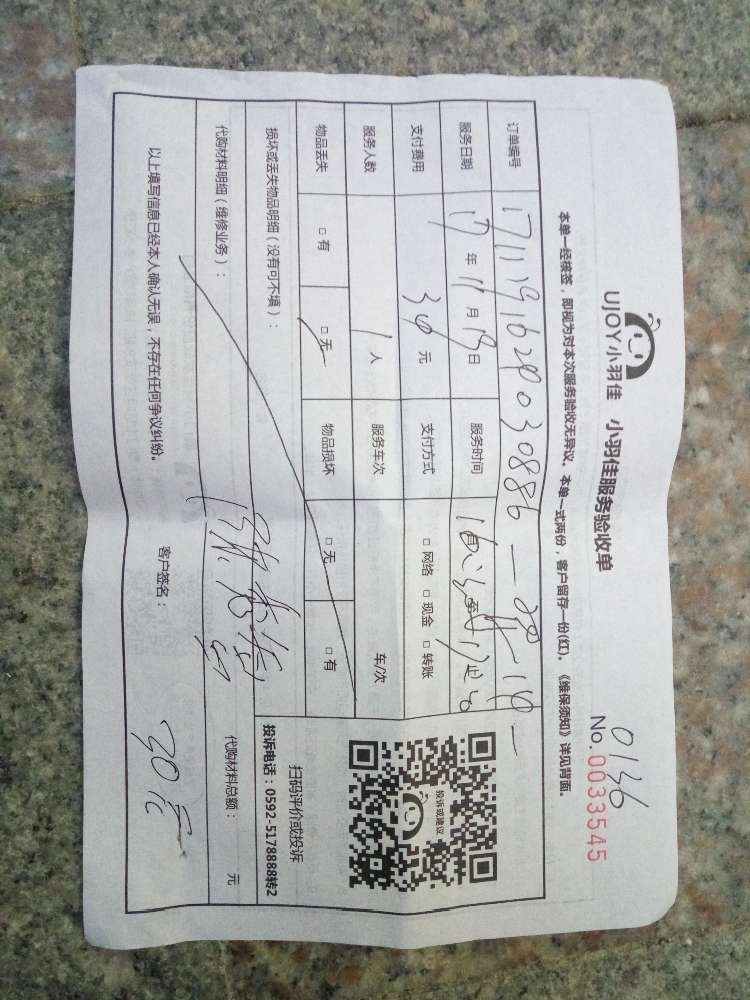 UJOY小羽佳 小羽佳服务验收单
0136
No.0033545
本单一经核签，即视为对本次服务验收无异议。本单一式两份，客户留存一份(红)。《维保须知》详见背面。
订单编号
服务日期 17 年 11 月 19 日 服务时间
支付费用 30 元 支付方式 □ 网络 □ 现金 □ 转账
服务人数 1 人 服务车次 车/次
物品丢失 □ 有 □ 无 物品损坏 □ 无 □ 有
投诉或建议
扫码评价或投诉
投诉电话：0592-5178888转2
损坏或丢失物品明细（没有可不填）：
代购材料明细（维修业务）： 代购材料总额： 元
以上填写信息已经本人确认无误，不存在任何争议纠纷。 客户签名：
30元